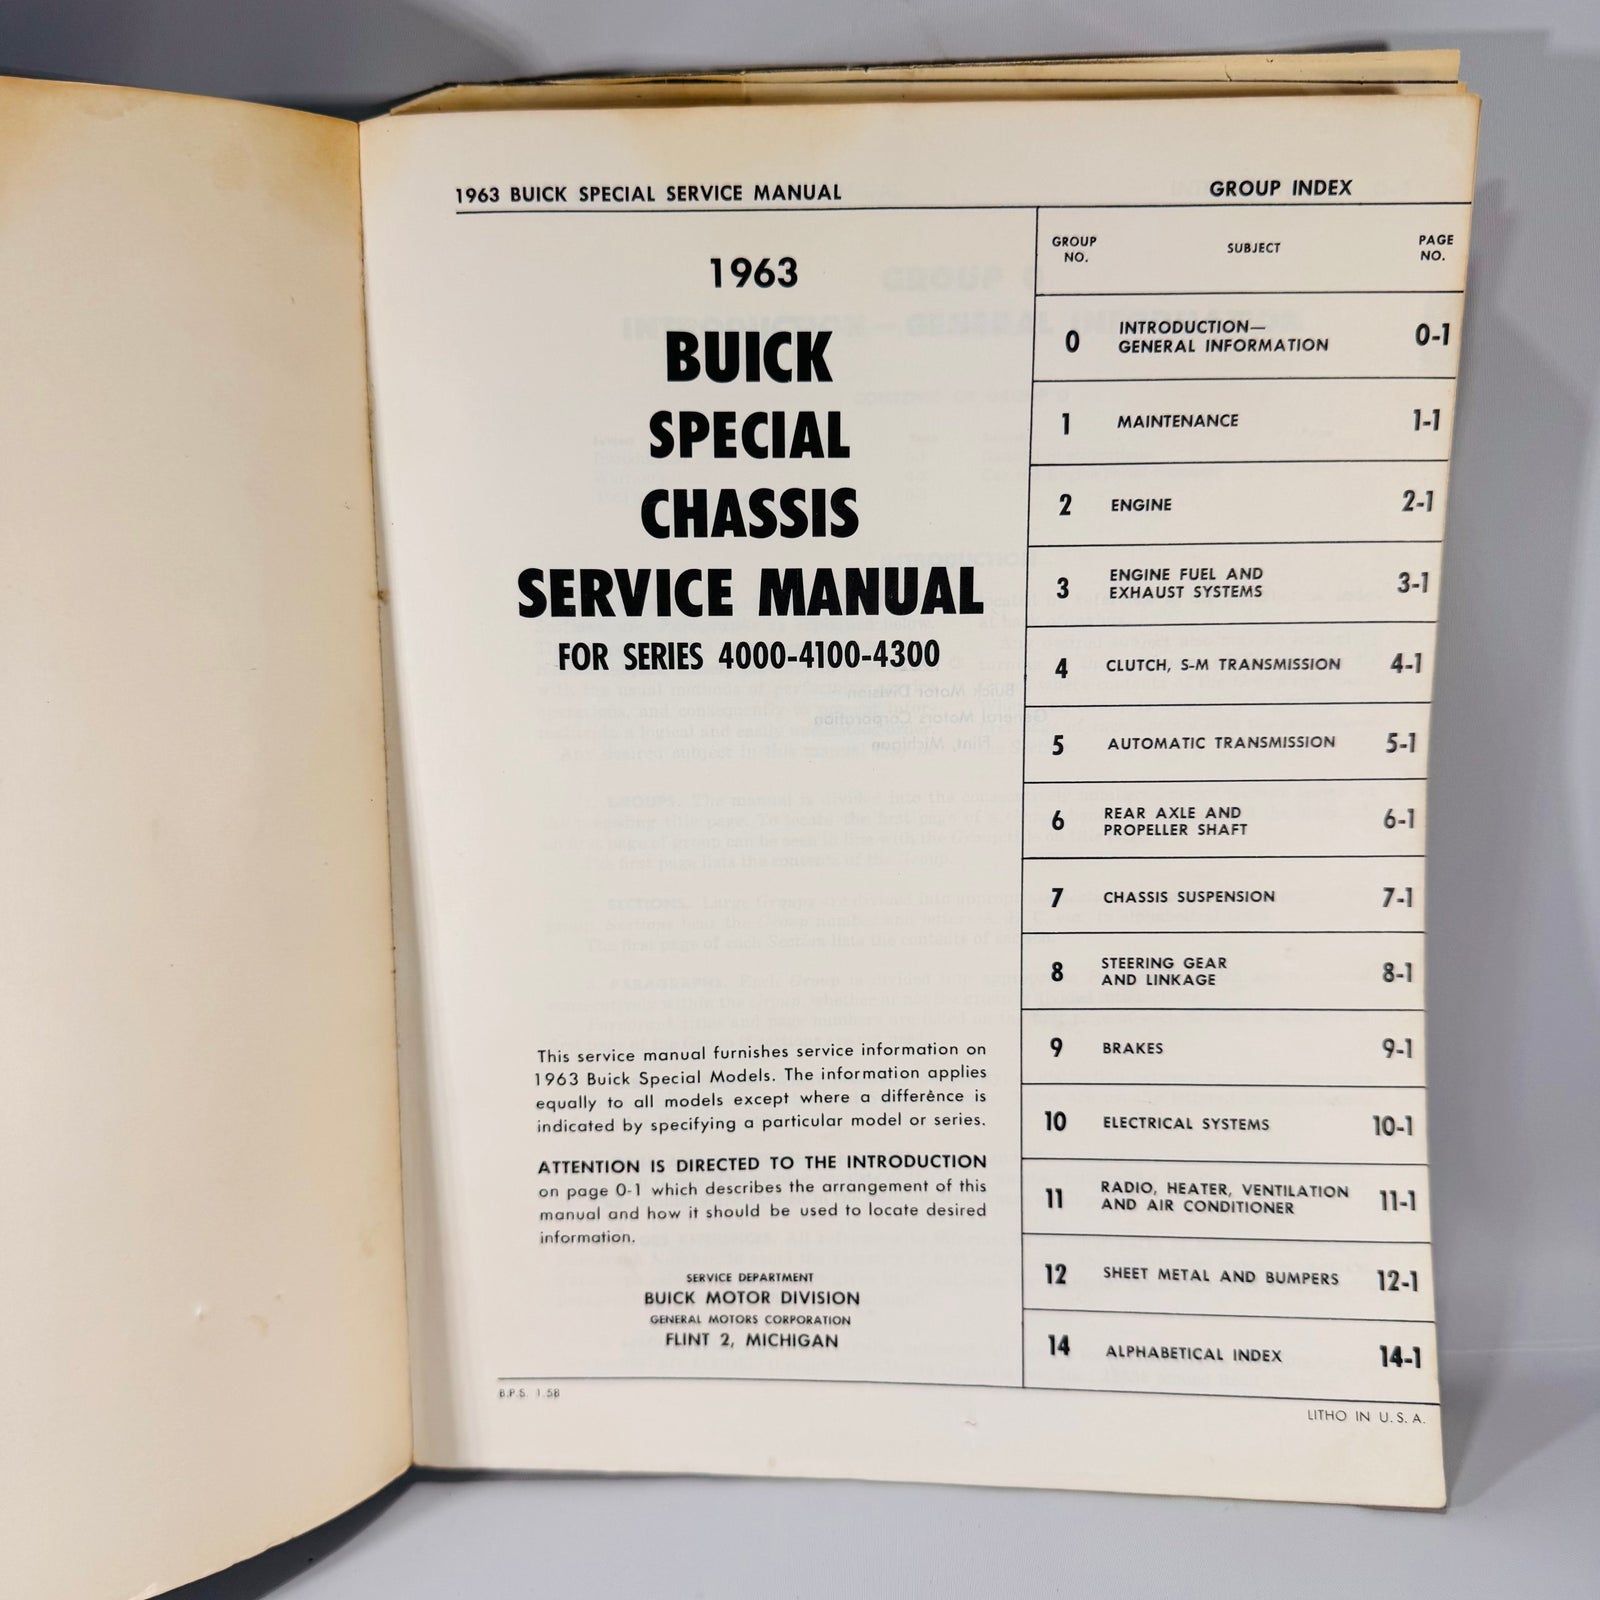 1963 BUICK SPECIAL SERVICE MANUAL
GROUP INDEX
1963
BUICK
SPECIAL
CHASSIS
SERVICE MANUAL
FOR SERIES 4000-4100-4300
This service manual furnishes service information on
1963 Buick Special Models. The information applies
equally to all models except where a difference is
indicated by specifying a particular model or series.
ATTENTION IS DIRECTED TO THE INTRODUCTION
on page 0-1 which describes the arrangement of this
manual and how it should be used to locate desired
information.
SERVICE DEPARTMENT
BUICK MOTOR DIVISION
GENERAL MOTORS CORPORATION
FLINT 2, MICHIGAN
B.P.S. 1.58
GROUP NO. SUBJECT PAGE NO.
0 INTRODUCTION— GENERAL INFORMATION 0-1
1 MAINTENANCE 1-1
2 ENGINE 2-1
3 ENGINE FUEL AND EXHAUST SYSTEMS 3-1
4 CLUTCH, S-M TRANSMISSION 4-1
5 AUTOMATIC TRANSMISSION 5-1
6 REAR AXLE AND PROPELLER SHAFT 6-1
7 CHASSIS SUSPENSION 7-1
8 STEERING GEAR AND LINKAGE 8-1
9 BRAKES 9-1
10 ELECTRICAL SYSTEMS 10-1
11 RADIO, HEATER, VENTILATION AND AIR CONDITIONER 11-1
12 SHEET METAL AND BUMPERS 12-1
14 ALPHABETICAL INDEX 14-1
LITHO IN U.S.A.